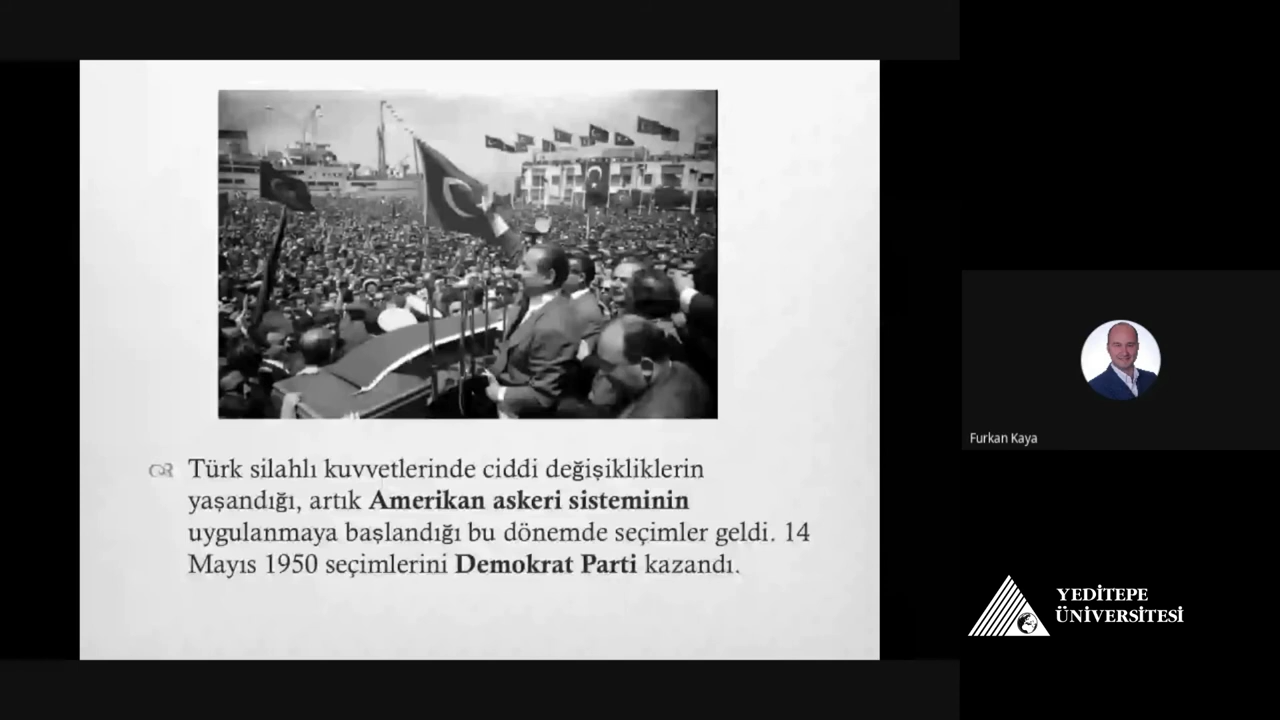 Türk silahlı kuvvetlerinde ciddi değişikliklerin
yaşandığı, artık Amerikan askeri sisteminin
uygulanmaya başlandığı bu dönemde seçimler geldi. 14
Mayıs 1950 seçimlerini Demokrat Parti kazandı.
Furkan Kaya
YEDİTEPE
ÜNİVERSİTESİ